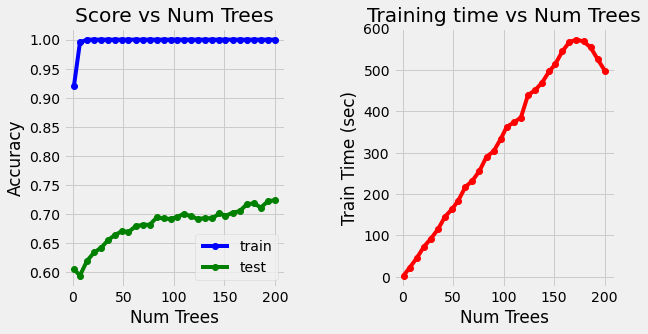 Score vs Num Trees
1.00
0.95
0.90
0.85
0.80
0.75
0.70
0.65
0.60
Accuracy
train
test
0 50 100 150 200
Num Trees
Training time vs Num Trees
600
500
400
300
200
100
0
Train Time (sec)
0 50 100 150 200
Num Trees